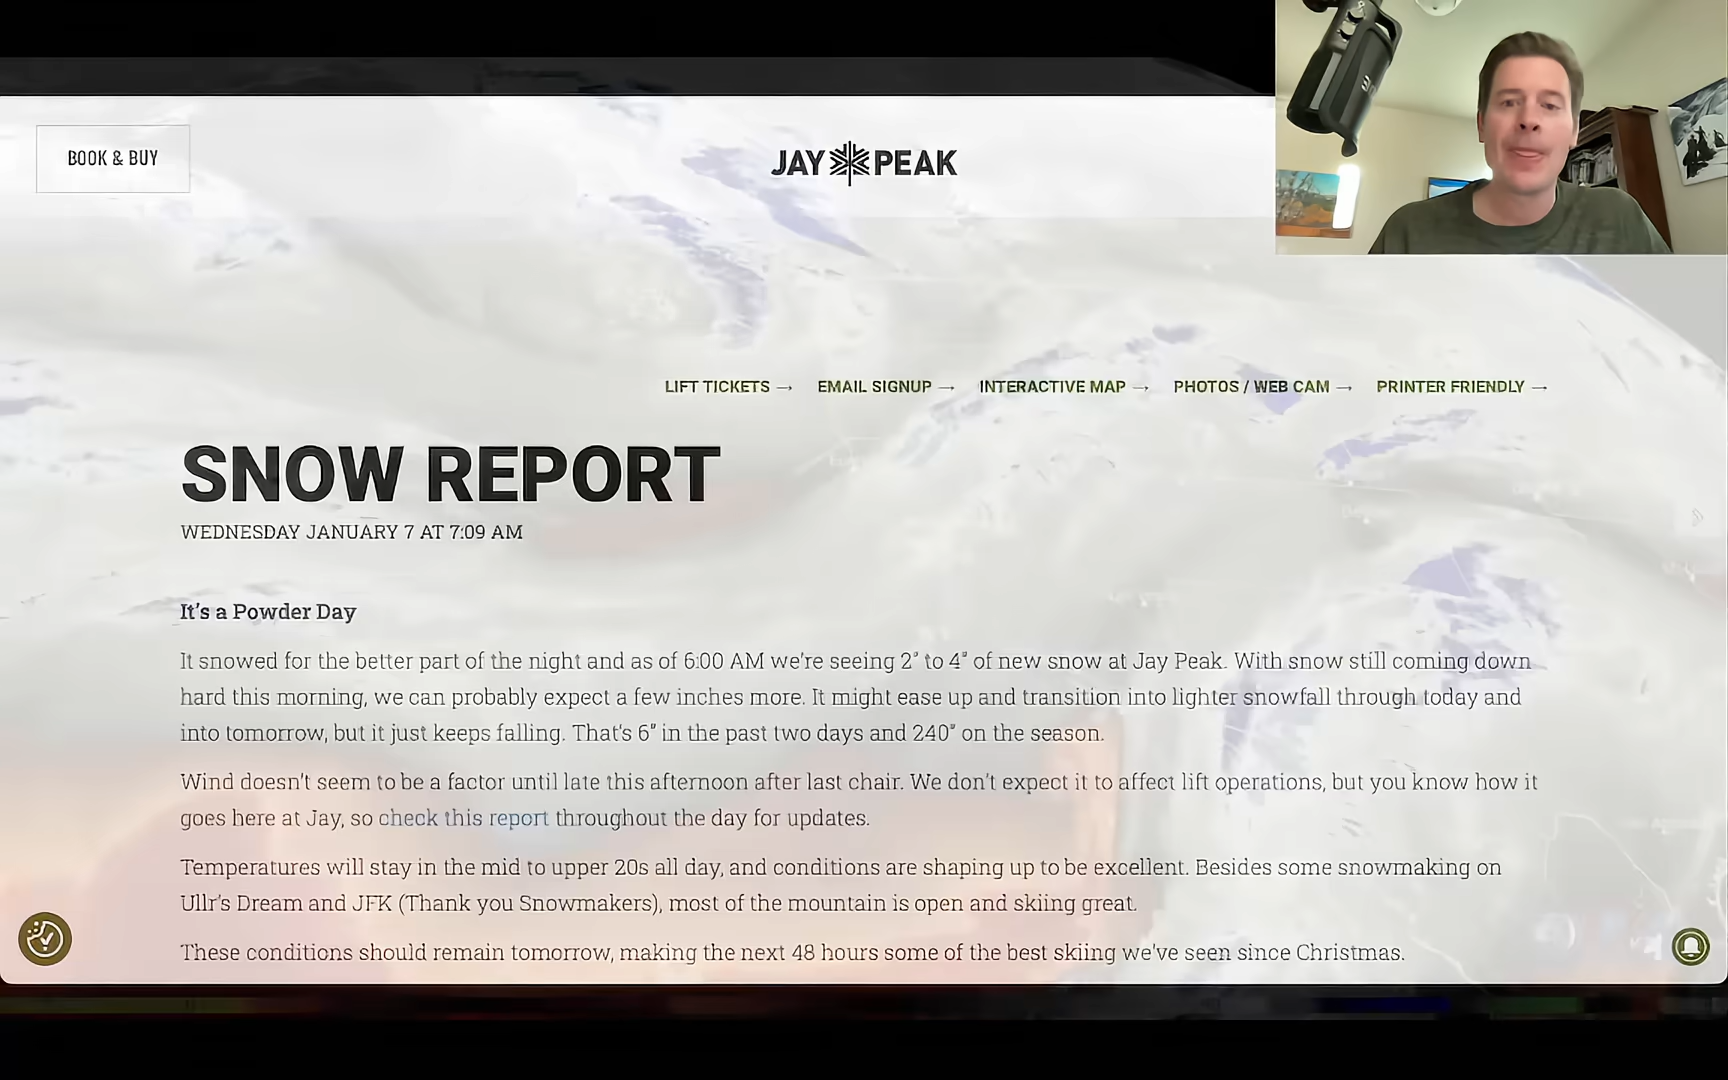 BOOK & BUY
JAY PEAK
LIFT TICKETS → EMAIL SIGNUP → INTERACTIVE MAP → PHOTOS / WEB CAM → PRINTER FRIENDLY →
SNOW REPORT
WEDNESDAY JANUARY 7 AT 7:09 AM
It's a Powder Day
It snowed for the better part of the night and as of 6:00 AM we're seeing 2" to 4" of new snow at Jay Peak. With snow still coming down
hard this morning, we can probably expect a few inches more. It might ease up and transition into lighter snowfall through today and
into tomorrow, but it just keeps falling. That's 6" in the past two days and 240" on the season.
Wind doesn't seem to be a factor until late this afternoon after last chair. We don't expect it to affect lift operations, but you know how it
goes here at Jay, so check this report throughout the day for updates.
Temperatures will stay in the mid to upper 20s all day, and conditions are shaping up to be excellent. Besides some snowmaking on
Ullr's Dream and JFK (Thank you Snowmakers), most of the mountain is open and skiing great.
These conditions should remain tomorrow, making the next 48 hours some of the best skiing we've seen since Christmas.